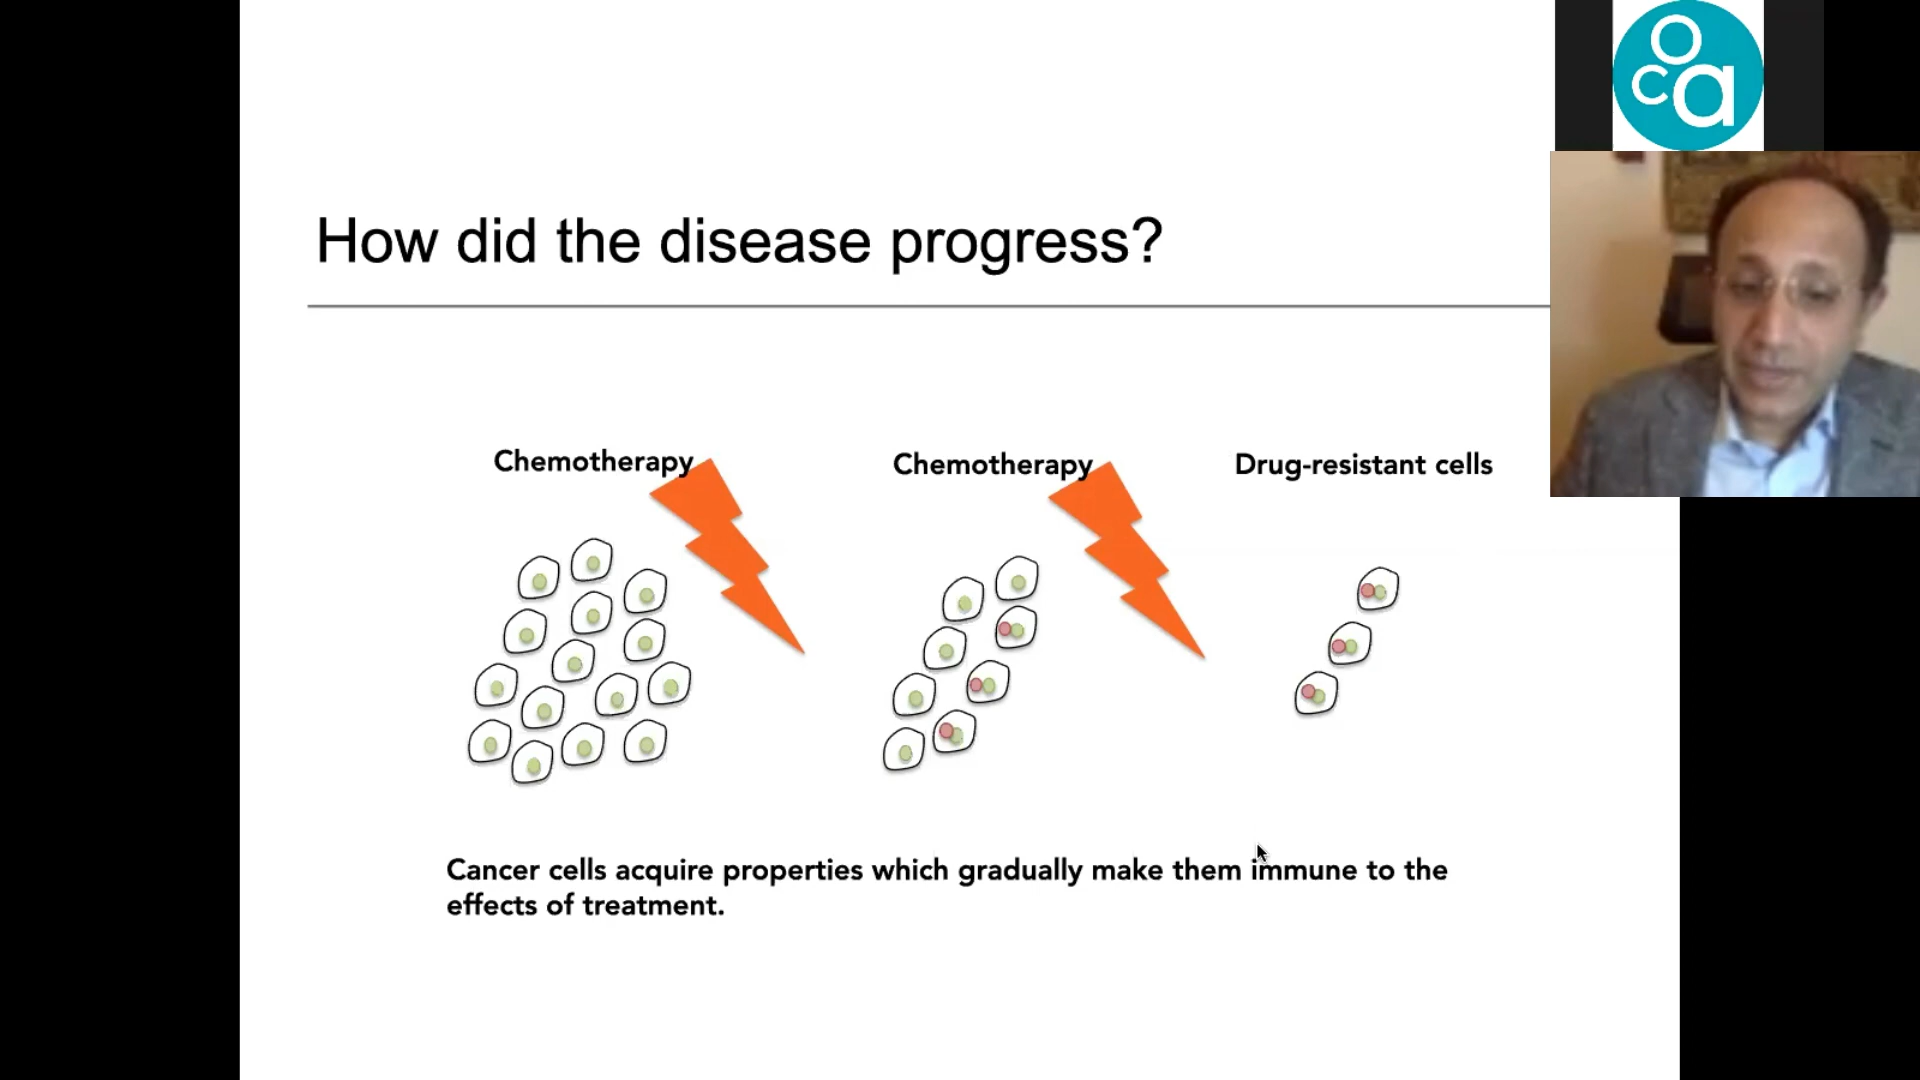 oca
How did the disease progress?
Chemotherapy
Chemotherapy
Drug-resistant cells
Cancer cells acquire properties which gradually make them immune to the
effects of treatment.